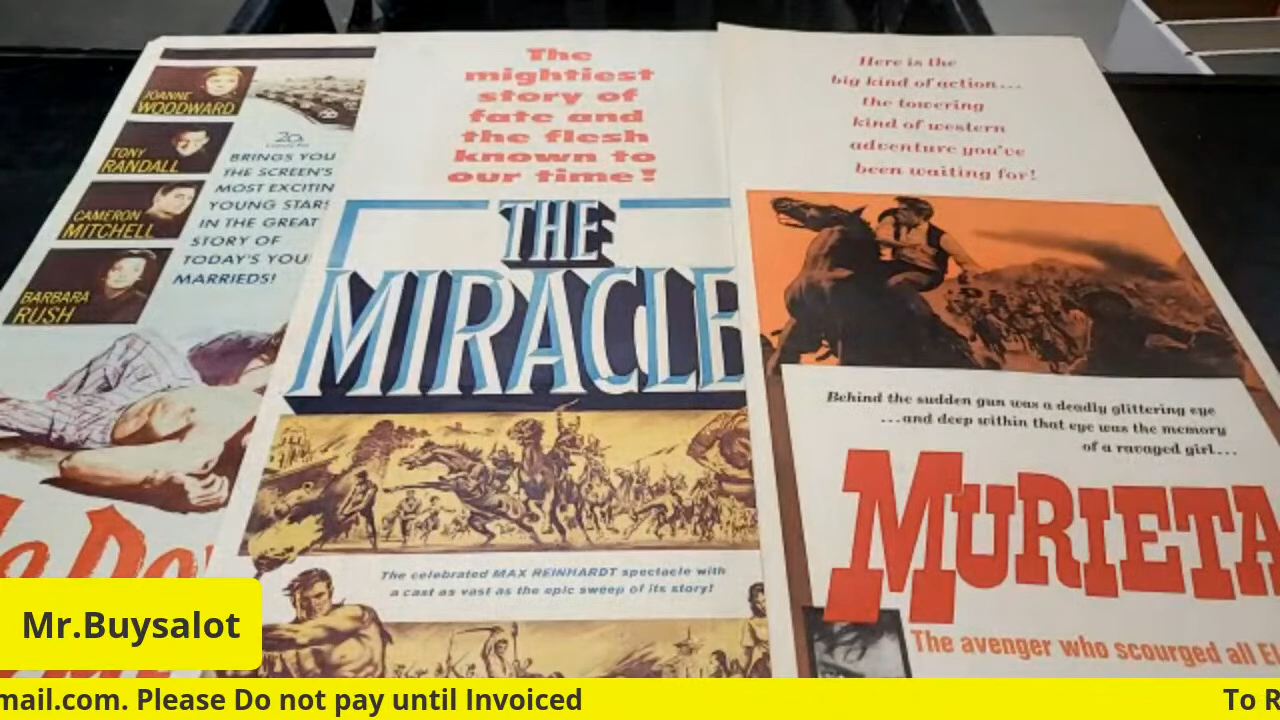 JOANNE
WOODWARD
TONY
RANDALL
CAMERON
MITCHELL
BARBARA
RUSH
20
BRINGS YOU
THE SCREEN'S
MOST EXCITIN
YOUNG STARS
IN THE GREAT
STORY OF
TODAY'S YOU
MARRIEDS!
The
mightiest
story of
fate and
the flesh
known to
our time!
THE
MIRACLE
The celebrated MAX REINHARDT spectacle with
a cast as vast as the epic sweep of its story!
Here is the
big kind of action...
the towering
kind of western
adventure you've
been waiting for!
Behind the sudden gun was a deadly glittering eye
...and deep within that eye was the memory
of a ravaged girl...
MURIETA
The avenger who scourged all El
Mr.Buysalot
mail.com. Please Do not pay until Invoiced
To R